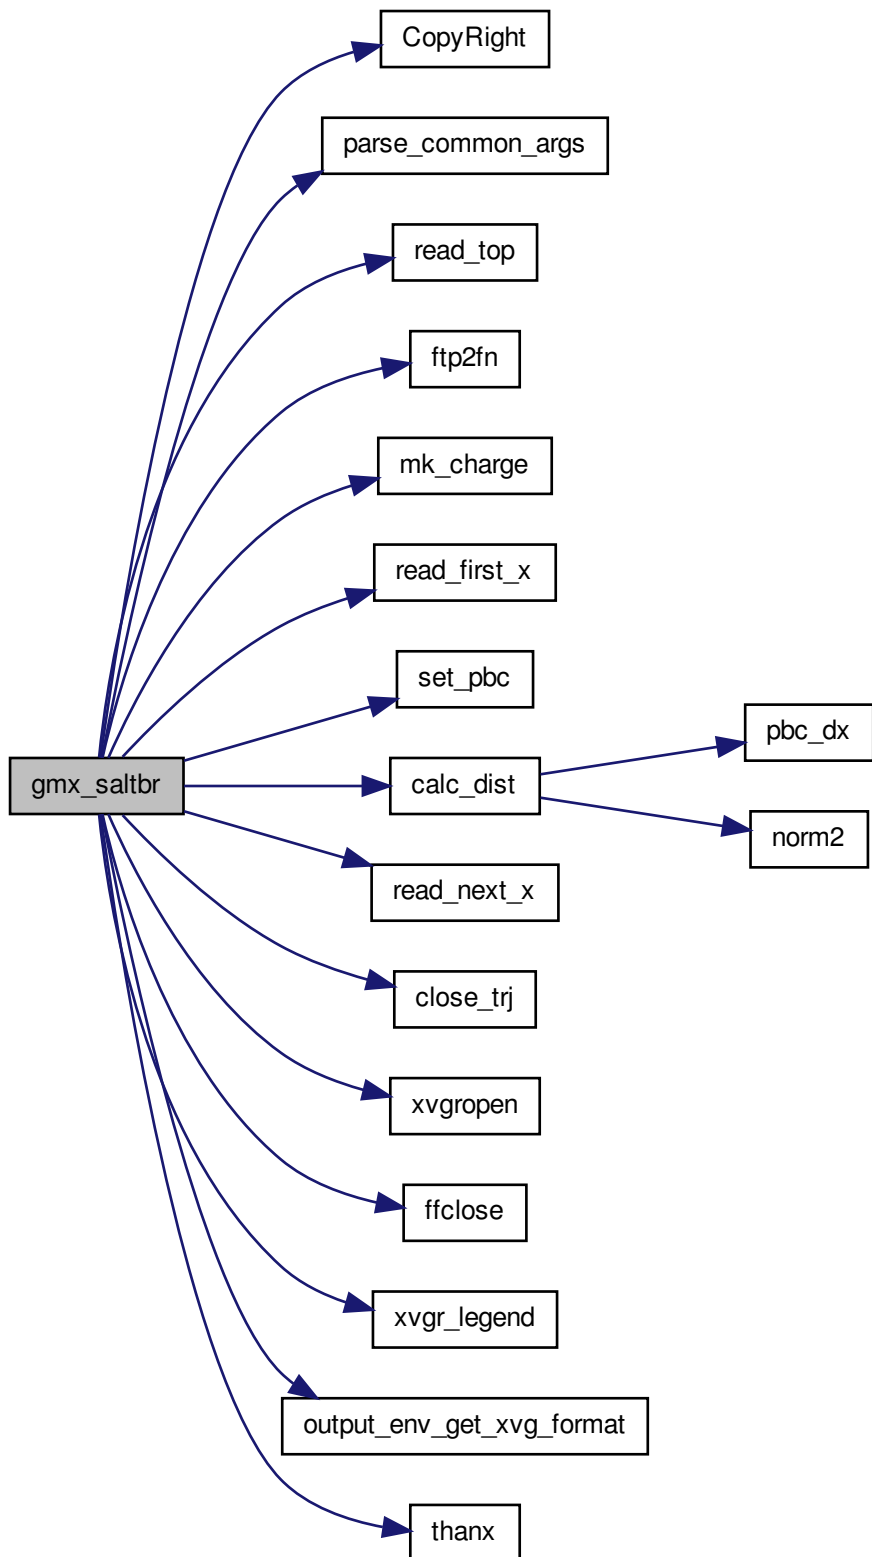 CopyRight
parse_common_args
read_top
ftp2fn
mk_charge
read_first_x
set_pbc
pbc_dx
gmx_saltbr
calc_dist
norm2
read_next_x
close_trj
xvgropen
ffclose
xvgr_legend
output_env_get_xvg_format
thanx